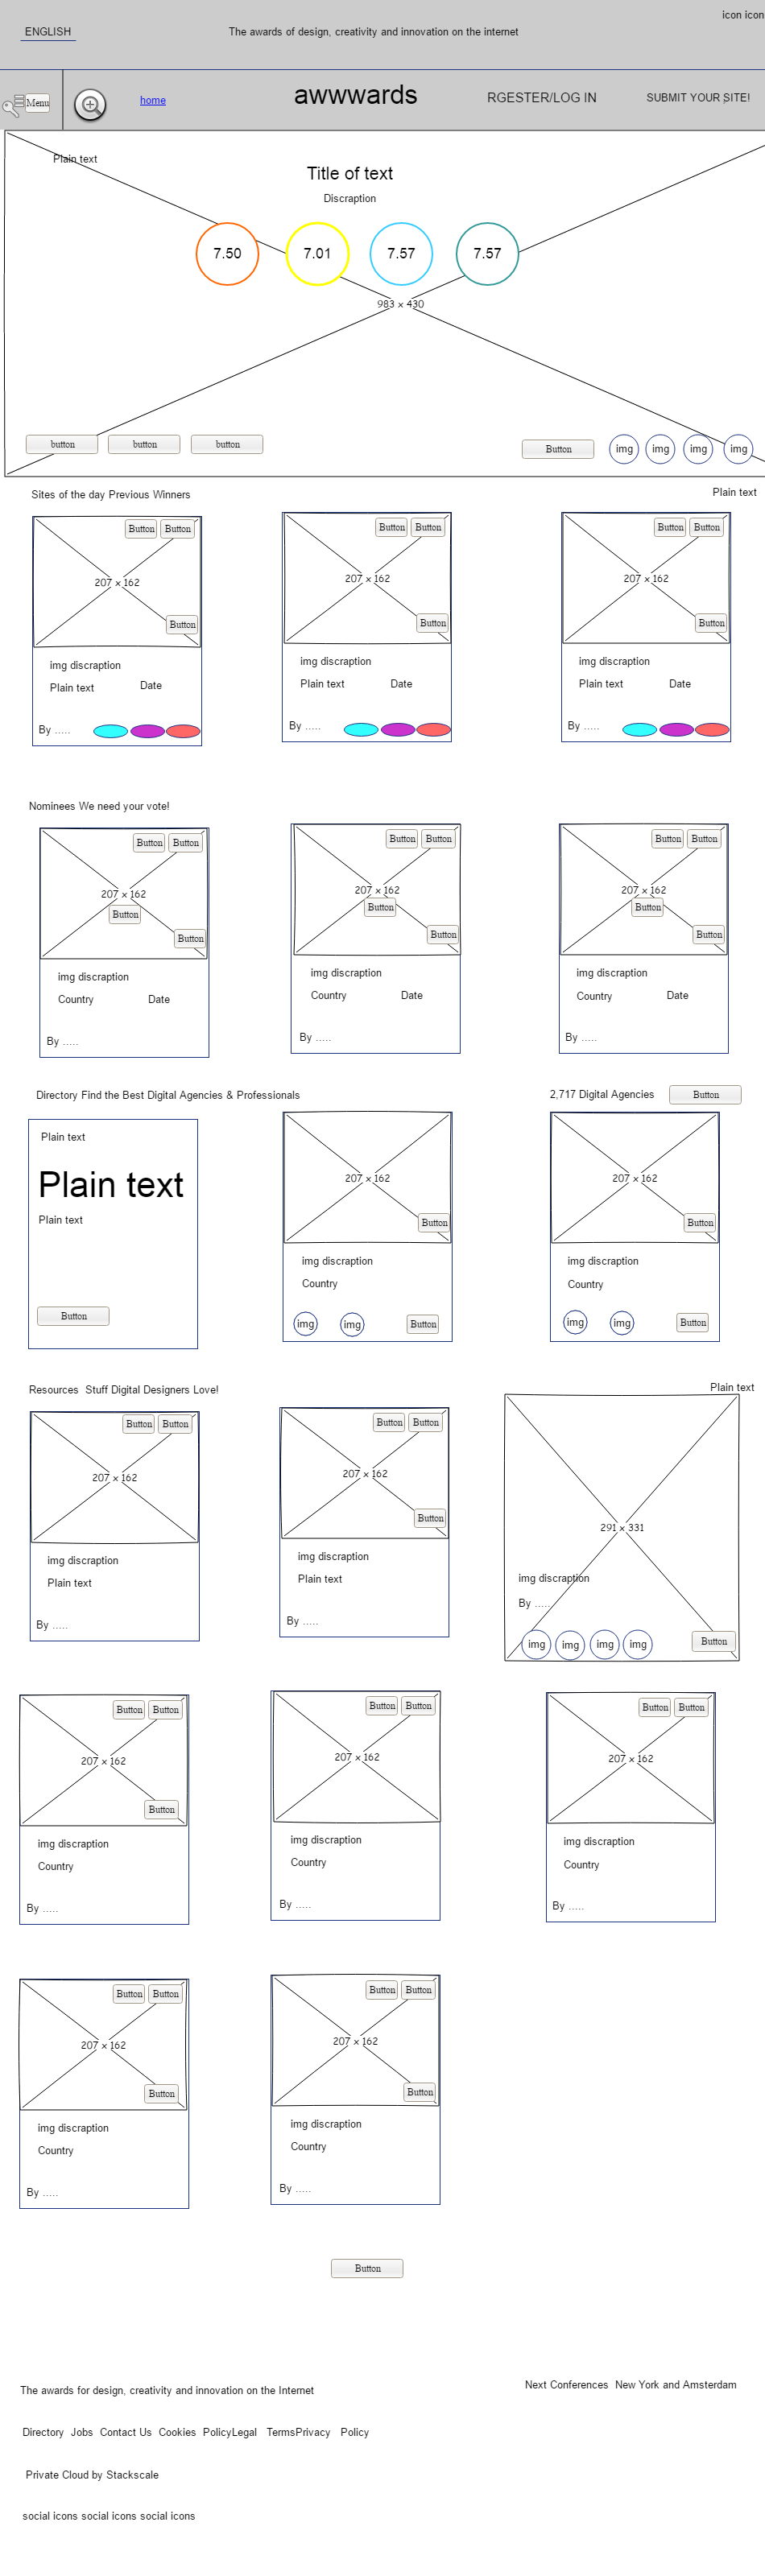 icon icon
ENGLISH The awards of design, creativity and innovation on the internet
Menu home awwwards RGESTER/LOG IN SUBMIT YOUR SITE!
Plain text
Title of text
Discraption
7.50 7.01 7.57 7.57
983 x 430
button button button Button img img img img
Sites of the day Previous Winners Plain text
Button Button Button Button Button Button
207 x 162 207 x 162 207 x 162
Button Button Button
img discraption img discraption img discraption
Plain text Date Plain text Date Plain text Date
By ..... By ..... By .....
Nominees We need your vote!
Button Button Button Button Button Button
207 x 162 207 x 162 207 x 162
Button Button Button
Button Button Button
img discraption img discraption img discraption
Country Date Country Date Country Date
By ..... By ..... By .....
Directory Find the Best Digital Agencies & Professionals 2,717 Digital Agencies Button
Plain text
Plain text 207 x 162 207 x 162
Plain text Button Button
img discraption img discraption
Country Country
Button img img Button img img Button
Resources Stuff Digital Designers Love! Plain text
Button Button Button Button
207 x 162 207 x 162
Button 291 x 331
img discraption img discraption img discraption
Plain text Plain text By .....
By ..... By .....
img img img img Button
Button Button Button Button Button Button
207 x 162 207 x 162 207 x 162
Button
img discraption img discraption img discraption
Country Country Country
By ..... By ..... By .....
Button Button Button Button
207 x 162 207 x 162
Button Button
img discraption img discraption
Country Country
By ..... By .....
Button
The awards for design, creativity and innovation on the Internet Next Conferences New York and Amsterdam
Directory Jobs Contact Us Cookies PolicyLegal TermsPrivacy Policy
Private Cloud by Stackscale
social icons social icons social icons